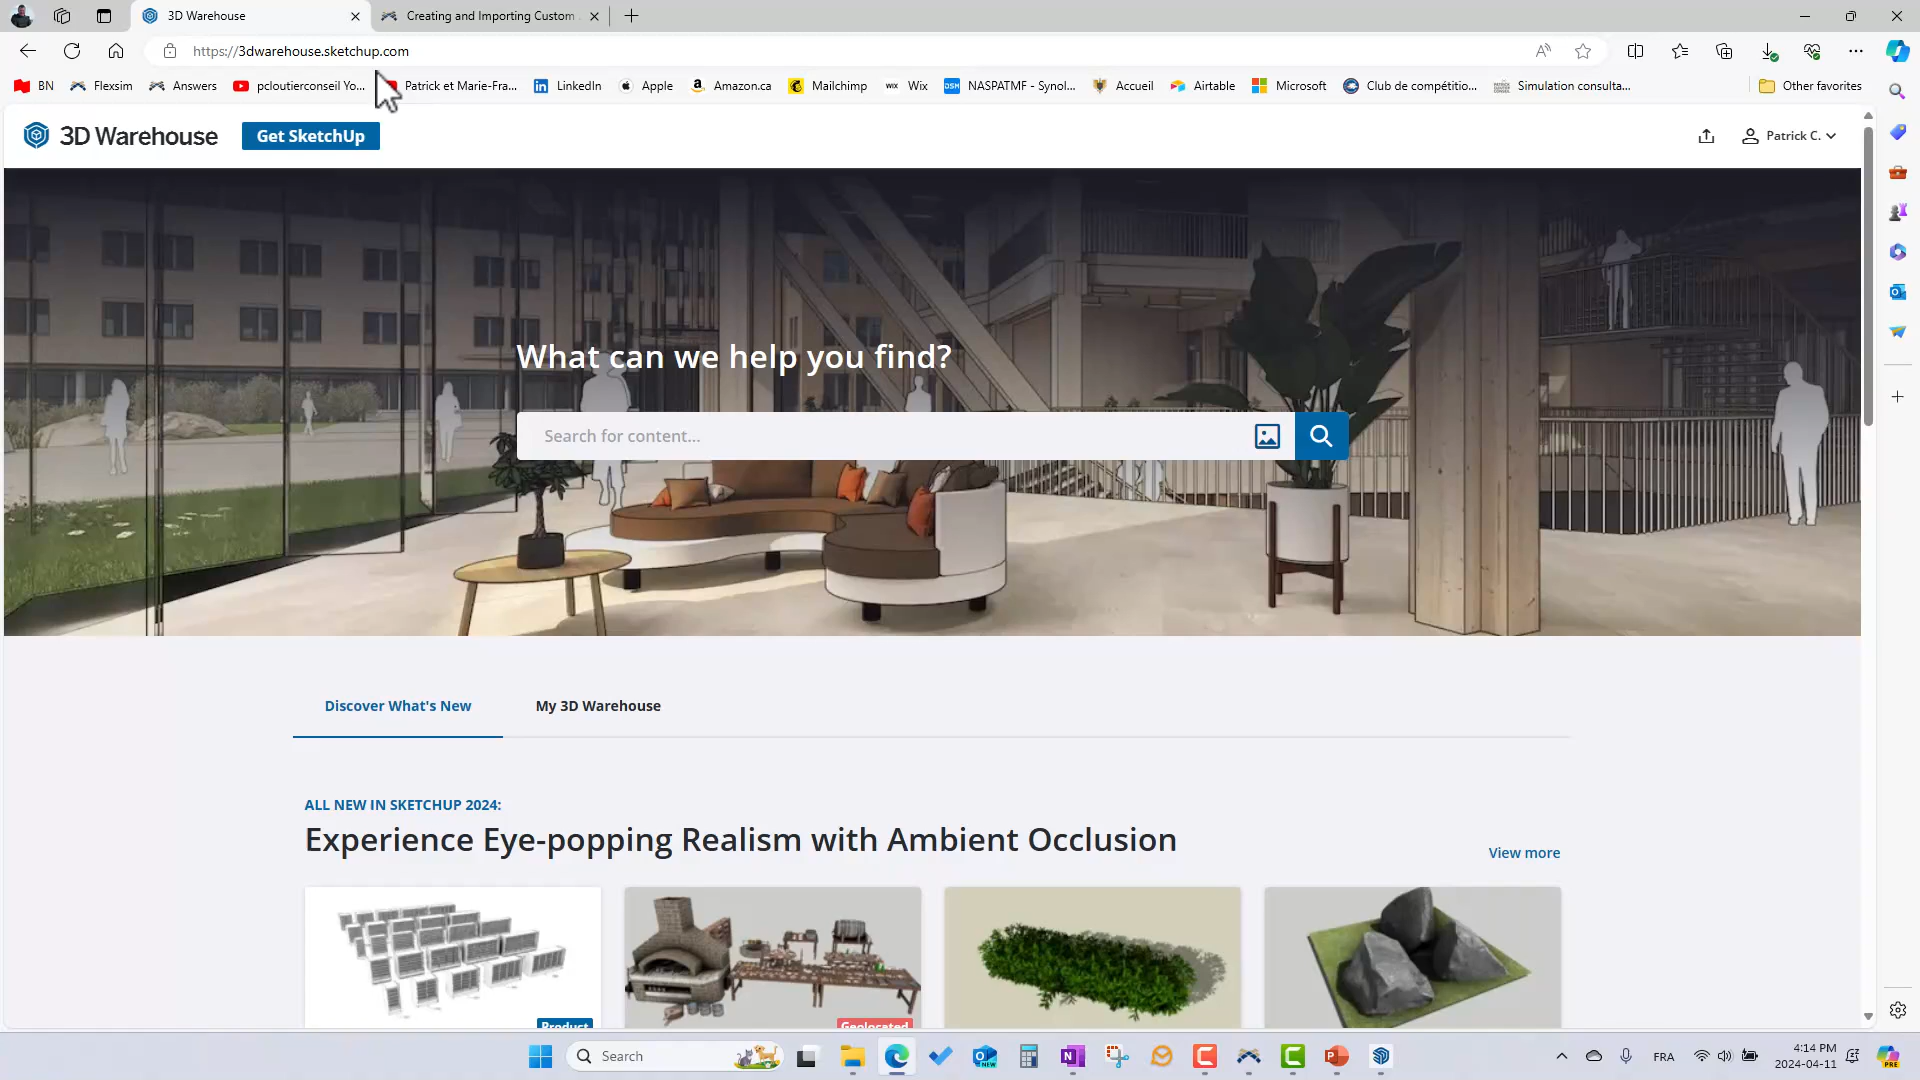 3D Warehouse
Creating and Importing Custom
https://3dwarehouse.sketchup.com
BN
Flexsim
Answers
pcloutierconseil Yo...
Patrick et Marie-Fra...
LinkedIn
Apple
Amazon.ca
Mailchimp
WIX Wix
DSM NASPATMF - Synol...
Accueil
Airtable
Microsoft
Club de compétitio...
Simulation consulta...
Other favorites
3D Warehouse
Get SketchUp
Patrick C.
What can we help you find?
Search for content...
Discover What's New
My 3D Warehouse
ALL NEW IN SKETCHUP 2024:
Experience Eye-popping Realism with Ambient Occlusion
View more
Product
Geolocated
Search
FRA
4:14 PM
2024-04-11